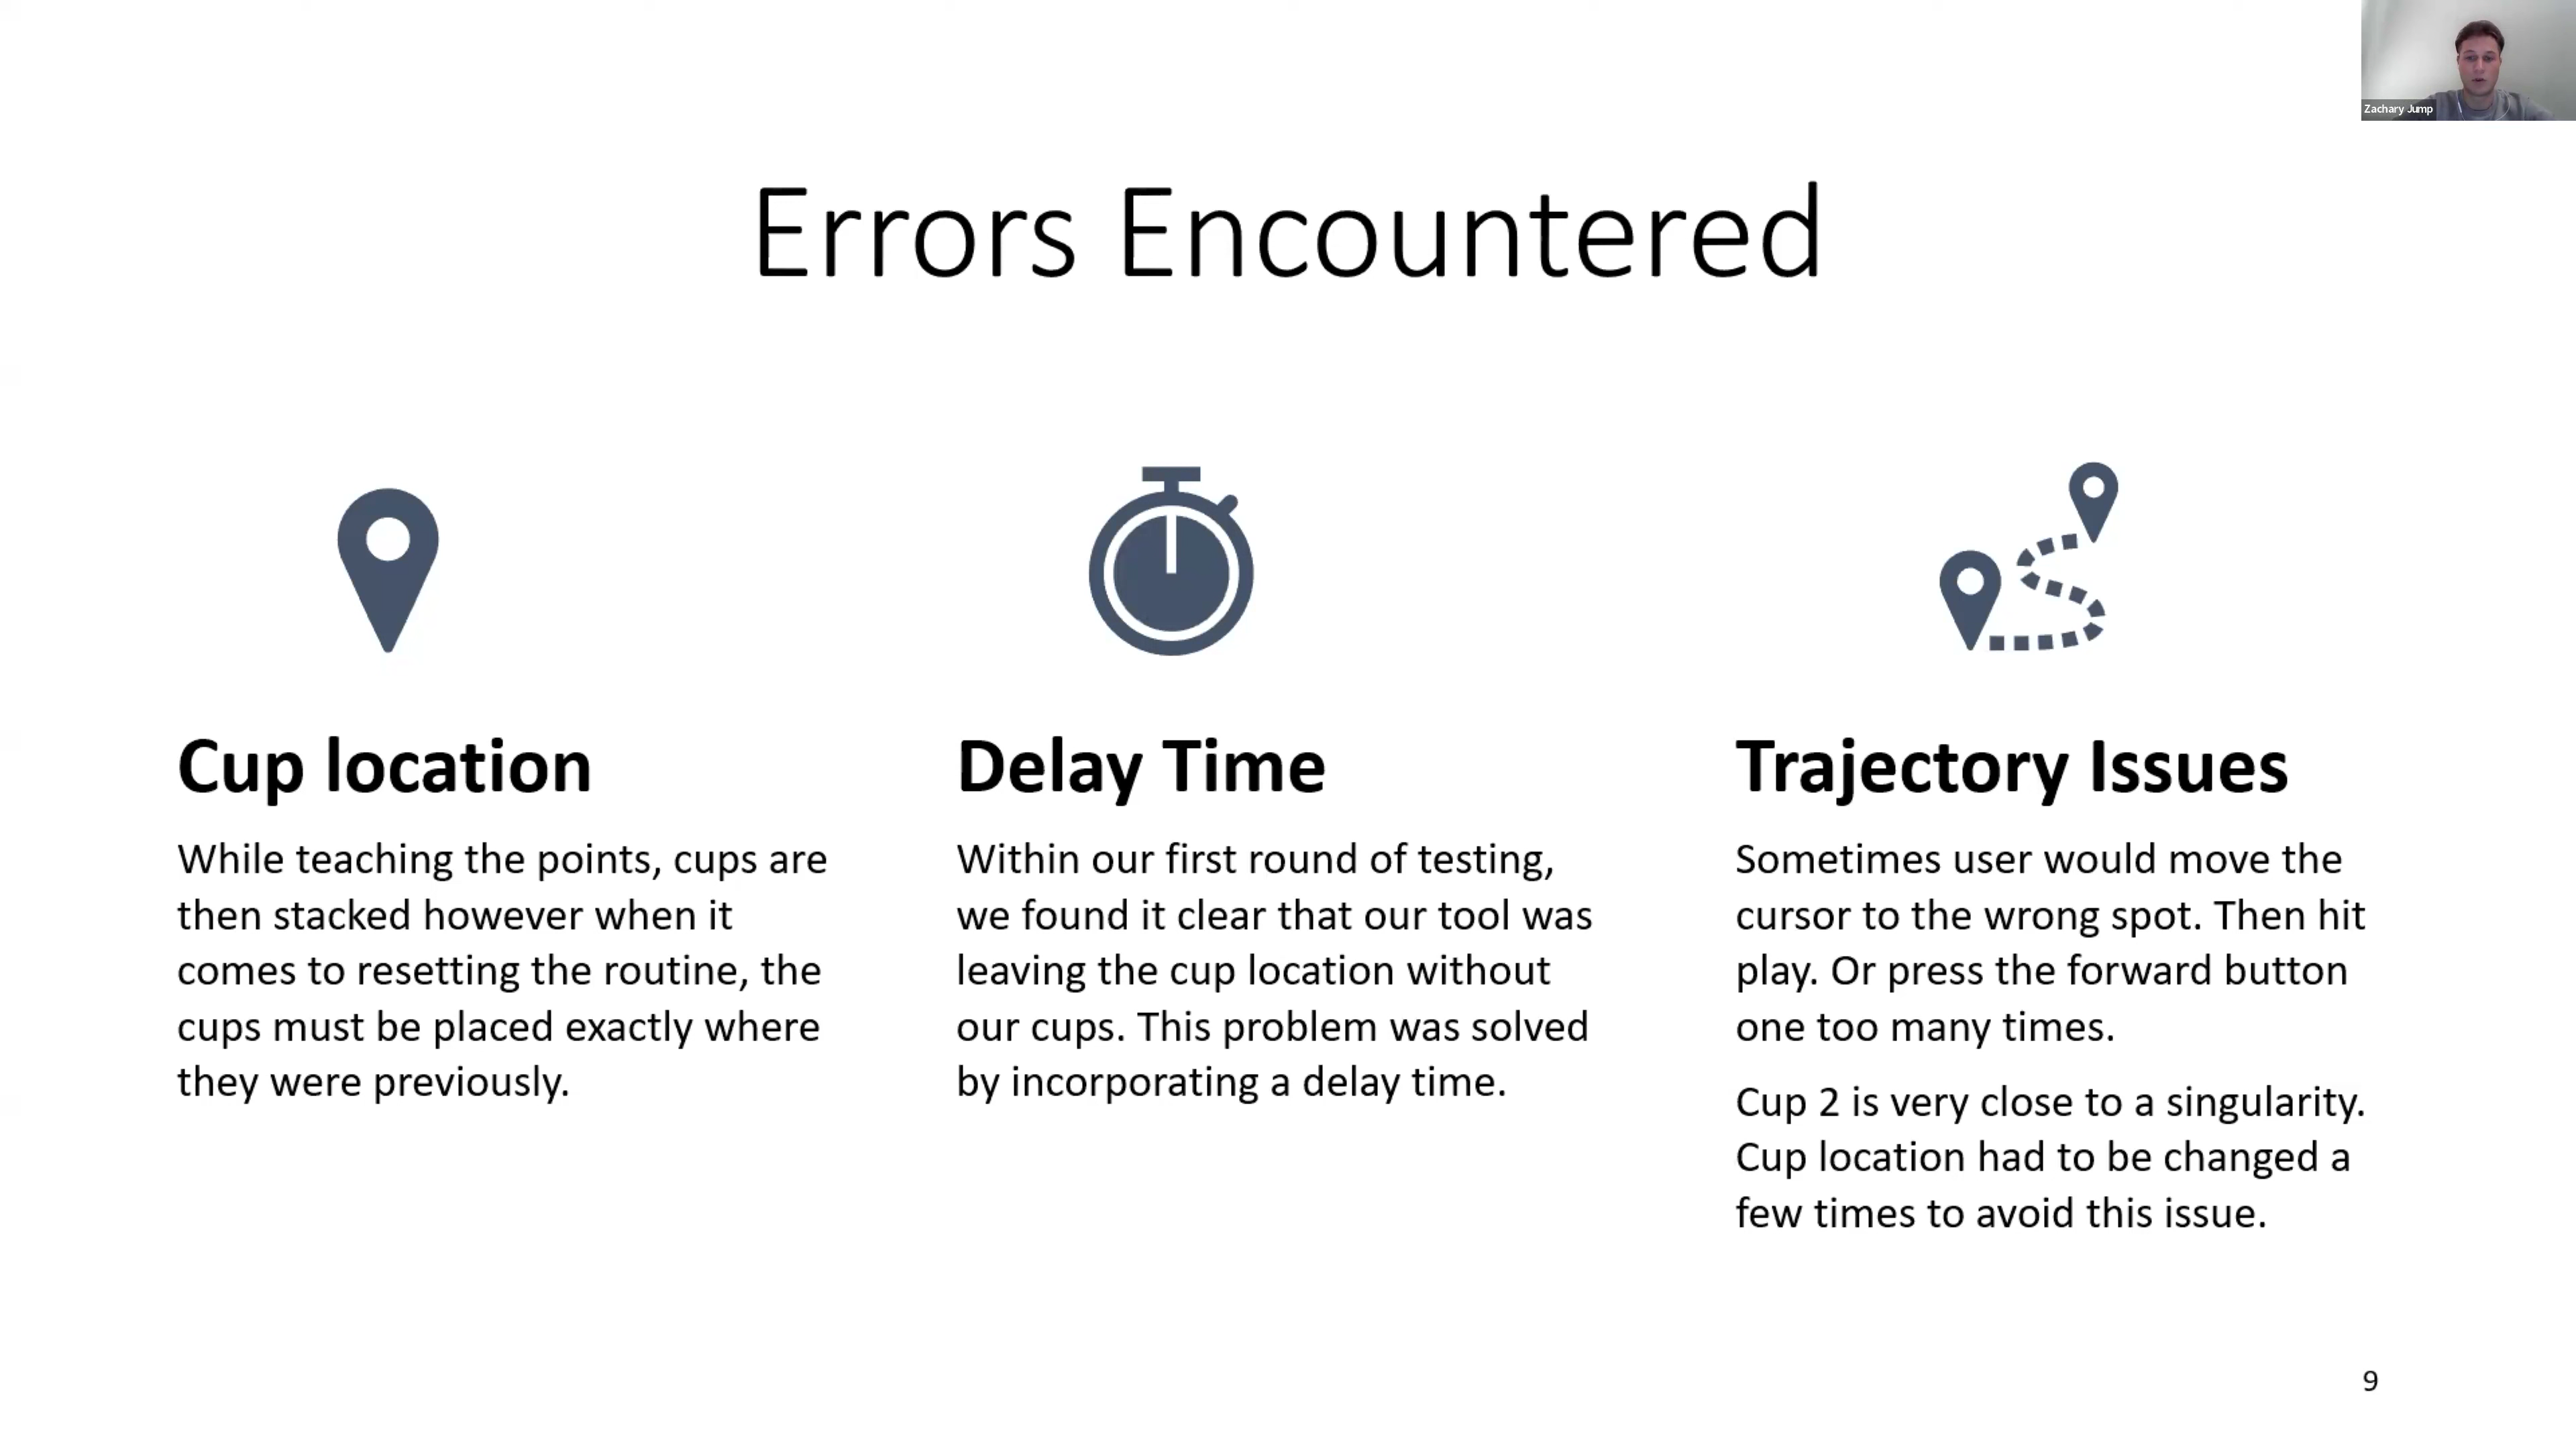 Zachary Jump
Errors Encountered
Cup location
While teaching the points, cups are
then stacked however when it
comes to resetting the routine, the
cups must be placed exactly where
they were previously.
Delay Time
Within our first round of testing,
we found it clear that our tool was
leaving the cup location without
our cups. This problem was solved
by incorporating a delay time.
Trajectory Issues
Sometimes user would move the
cursor to the wrong spot. Then hit
play. Or press the forward button
one too many times.
Cup 2 is very close to a singularity.
Cup location had to be changed a
few times to avoid this issue.
9